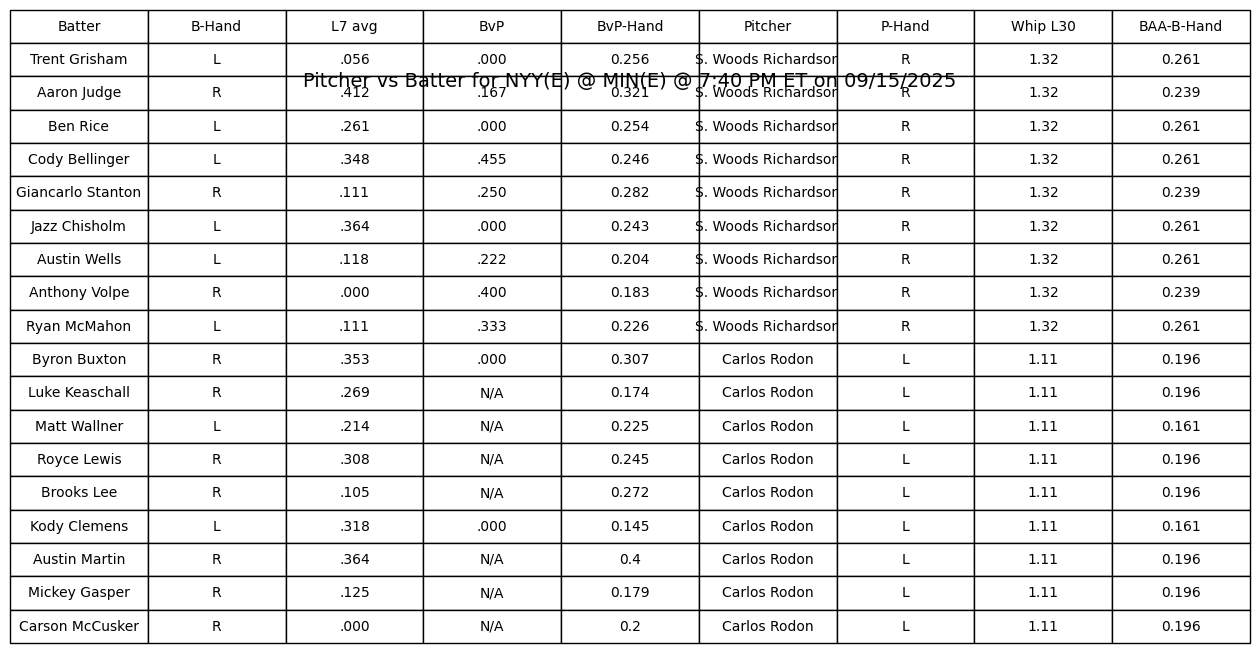 Batter B-Hand L7 avg BvP BvP-Hand Pitcher P-Hand Whip L30 BAA-B-Hand
Trent Grisham L .056 .000 0.256 S. Woods Richardson R 1.32 0.261
Pitcher vs Batter for NYY(E) @ MIN(E) @ 7:40 PM ET on 09/15/2025
Aaron Judge R .412 .167 0.321 S. Woods Richardson R 1.32 0.239
Ben Rice L .261 .000 0.254 S. Woods Richardson R 1.32 0.261
Cody Bellinger L .348 .455 0.246 S. Woods Richardson R 1.32 0.261
Giancarlo Stanton R .111 .250 0.282 S. Woods Richardson R 1.32 0.239
Jazz Chisholm L .364 .000 0.243 S. Woods Richardson R 1.32 0.261
Austin Wells L .118 .222 0.204 S. Woods Richardson R 1.32 0.261
Anthony Volpe R .000 .400 0.183 S. Woods Richardson R 1.32 0.239
Ryan McMahon L .111 .333 0.226 S. Woods Richardson R 1.32 0.261
Byron Buxton R .353 .000 0.307 Carlos Rodon L 1.11 0.196
Luke Keaschall R .269 N/A 0.174 Carlos Rodon L 1.11 0.196
Matt Wallner L .214 N/A 0.225 Carlos Rodon L 1.11 0.161
Royce Lewis R .308 N/A 0.245 Carlos Rodon L 1.11 0.196
Brooks Lee R .105 N/A 0.272 Carlos Rodon L 1.11 0.196
Kody Clemens L .318 .000 0.145 Carlos Rodon L 1.11 0.161
Austin Martin R .364 N/A 0.4 Carlos Rodon L 1.11 0.196
Mickey Gasper R .125 N/A 0.179 Carlos Rodon L 1.11 0.196
Carson McCusker R .000 N/A 0.2 Carlos Rodon L 1.11 0.196